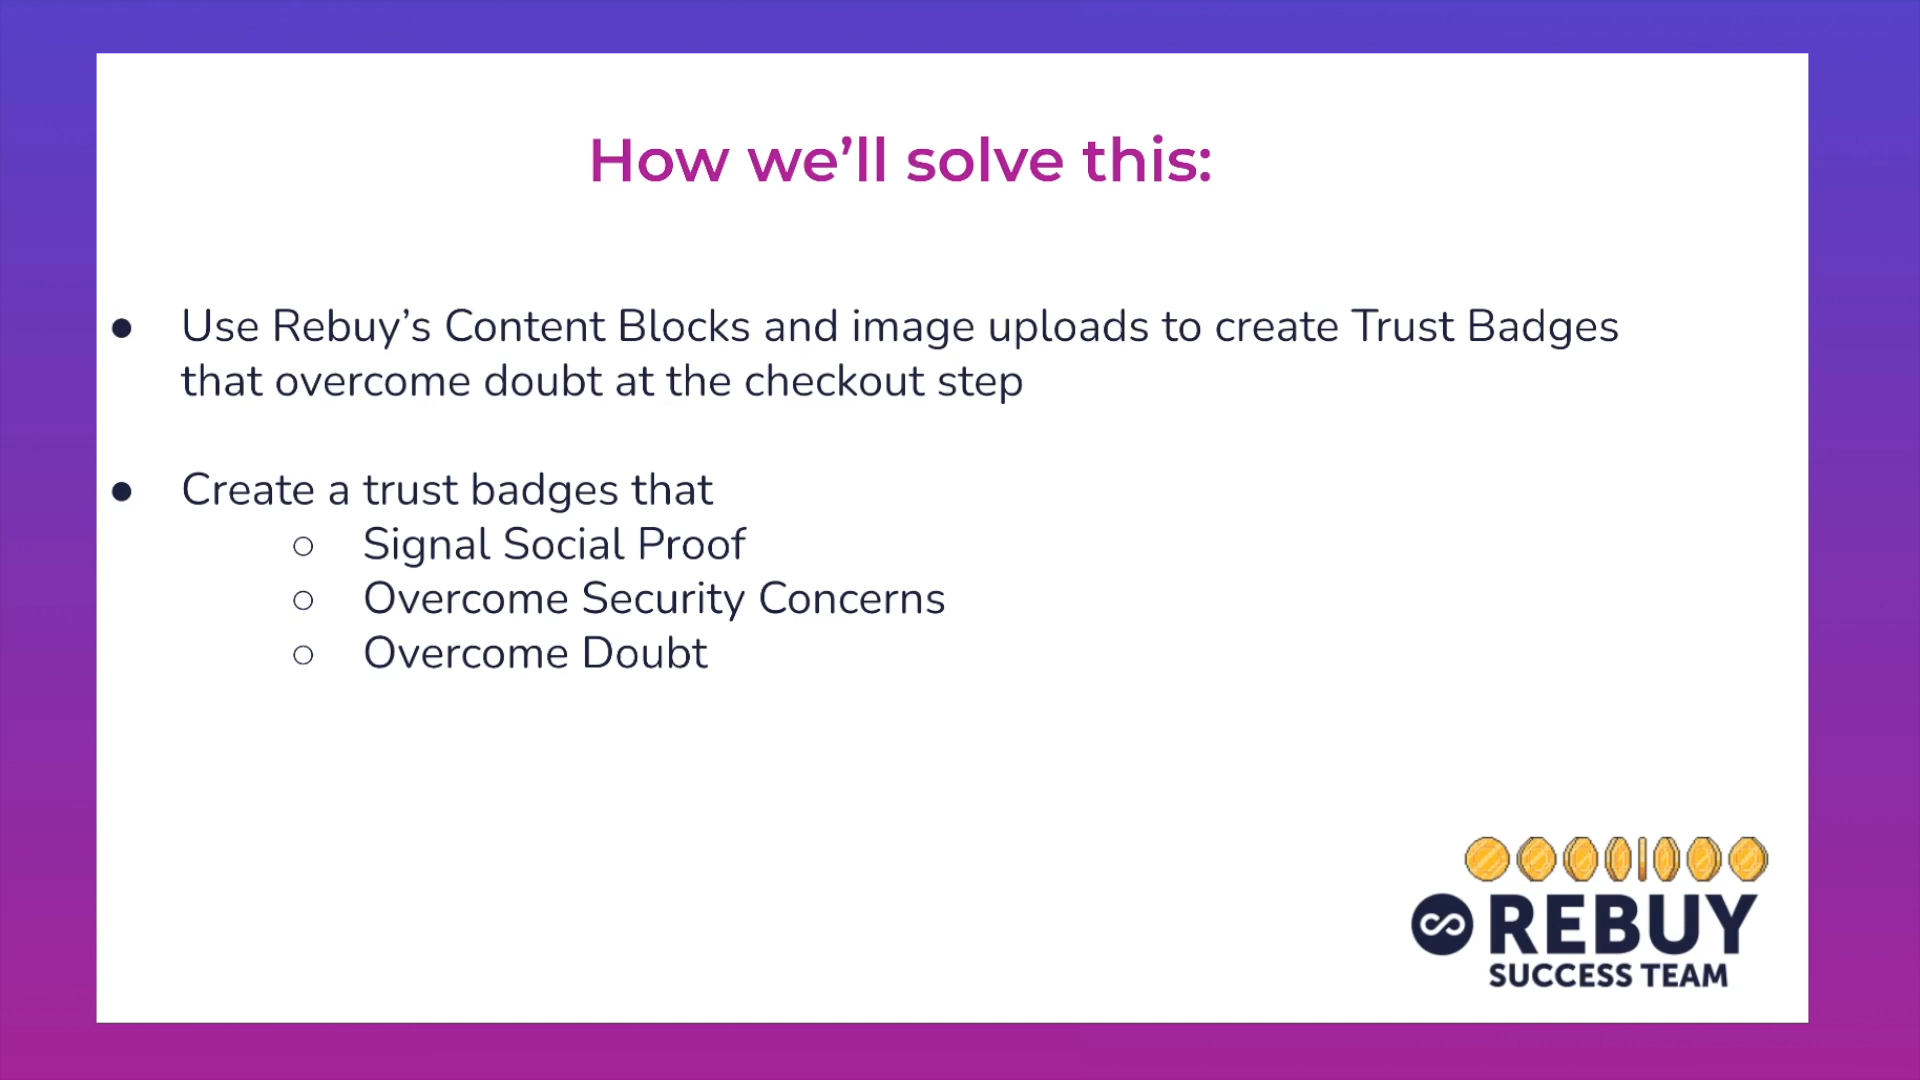 How we’ll solve this:
● Use Rebuy’s Content Blocks and image uploads to create Trust Badges
that overcome doubt at the checkout step
● Create a trust badges that
○ Signal Social Proof
○ Overcome Security Concerns
○ Overcome Doubt
REBUY
SUCCESS TEAM